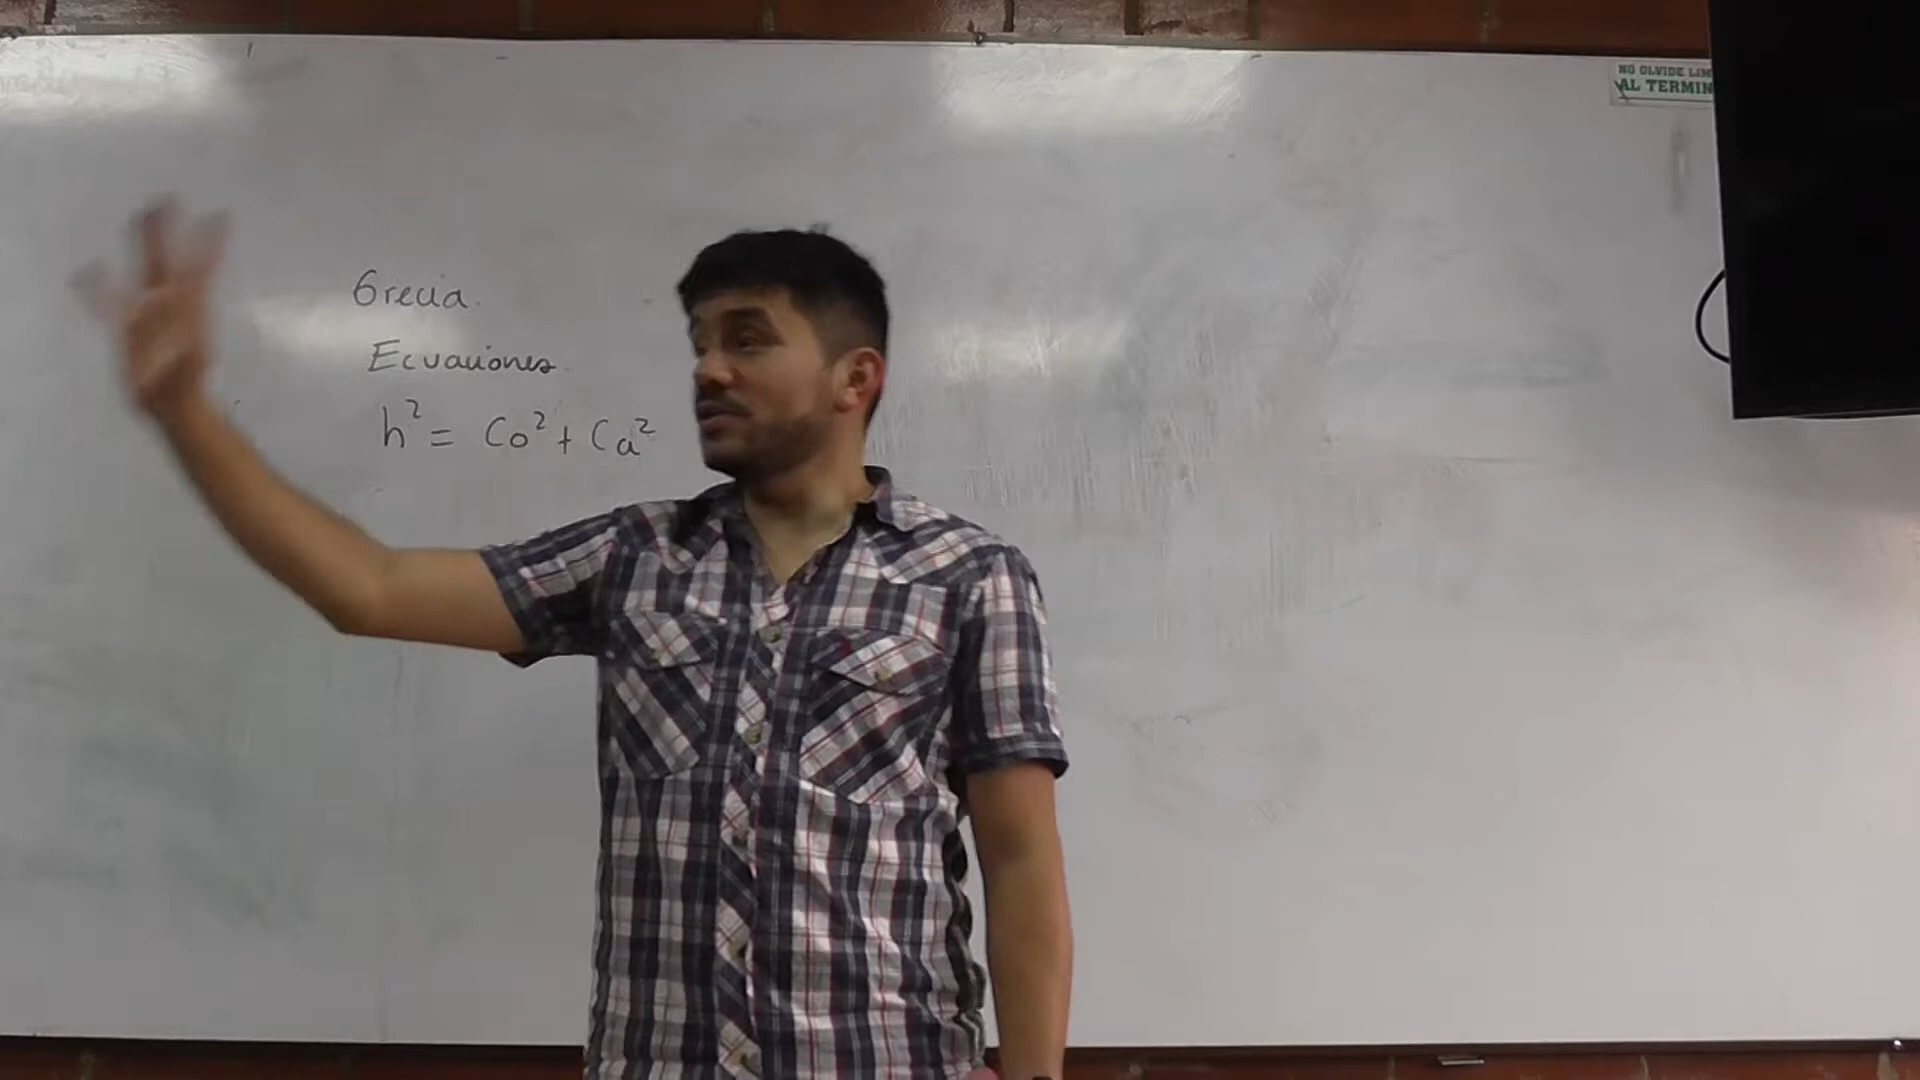 NO OLVIDE LIM
AL TERMIN
Grecia.
Ecuaciones.
h² = Co² + Ca²